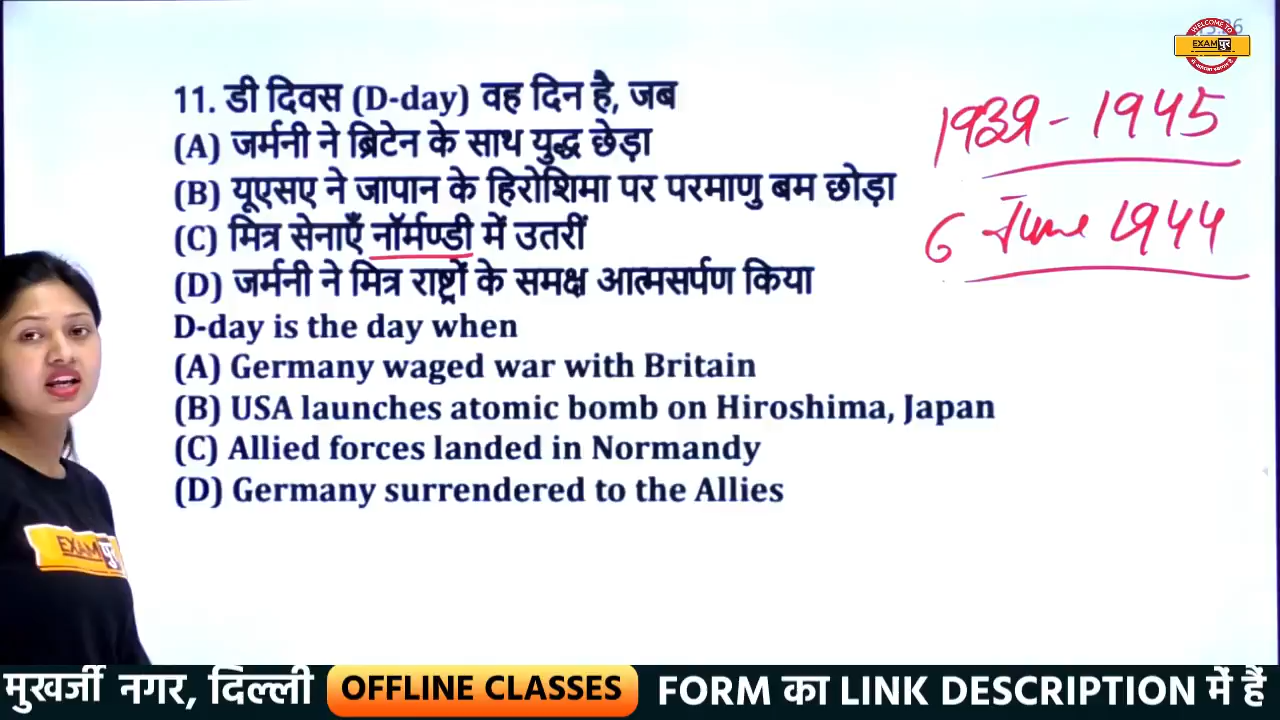 WELCOME TO
EXAMपुर
11. डी दिवस (D-day) वह दिन है, जब
(A) जर्मनी ने ब्रिटेन के साथ युद्ध छेड़ा
(B) यूएसए ने जापान के हिरोशिमा पर परमाणु बम छोड़ा
(C) मित्र सेनाएँ नॉर्मण्डी में उतरीं
(D) जर्मनी ने मित्र राष्ट्रों के समक्ष आत्मसर्पण किया
D-day is the day when
(A) Germany waged war with Britain
(B) USA launches atomic bomb on Hiroshima, Japan
(C) Allied forces landed in Normandy
(D) Germany surrendered to the Allies
1939 - 1945
6 June 1944
EXAMपुर
मुखर्जी नगर, दिल्ली OFFLINE CLASSES FORM का LINK DESCRIPTION में हैं